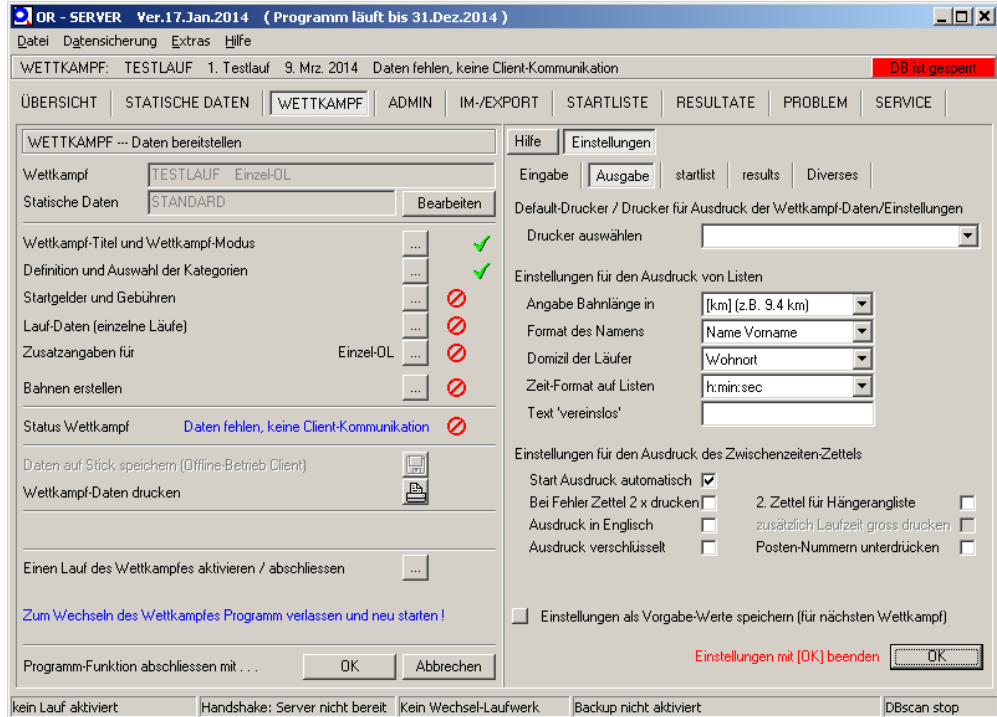 OR - SERVER Ver.17.Jan.2014 ( Programm läuft bis 31.Dez.2014 )
Datei Datensicherung Extras Hilfe
WETTKAMPF: TESTLAUF 1. Testlauf 9. Mrz. 2014 Daten fehlen, keine Client-Kommunikation DB ist gesperrt
ÜBERSICHT STATISCHE DATEN WETTKAMPF ADMIN IM-/EXPORT STARTLISTE RESULTATE PROBLEM SERVICE
WETTKAMPF --- Daten bereitstellen
Wettkampf TESTLAUF Einzel-OL
Statische Daten STANDARD Bearbeiten
Wettkampf-Titel und Wettkampf-Modus ...
Definition und Auswahl der Kategorien ...
Startgelder und Gebühren ...
Lauf-Daten (einzelne Läufe) ...
Zusatzangaben für Einzel-OL ...
Bahnen erstellen ...
Status Wettkampf Daten fehlen, keine Client-Kommunikation
Daten auf Stick speichern (Offline-Betrieb Client)
Wettkampf-Daten drucken
Einen Lauf des Wettkampfes aktivieren / abschliessen ...
Zum Wechseln des Wettkampfes Programm verlassen und neu starten !
Programm-Funktion abschliessen mit . . . OK Abbrechen
Hilfe Einstellungen
Eingabe Ausgabe startlist results Diverses
Default-Drucker / Drucker für Ausdruck der Wettkampf-Daten/Einstellungen
Drucker auswählen
Einstellungen für den Ausdruck von Listen
Angabe Bahnlänge in [km] (z.B. 9.4 km)
Format des Namens Name Vorname
Domizil der Läufer Wohnort
Zeit-Format auf Listen h:min:sec
Text 'vereinslos'
Einstellungen für den Ausdruck des Zwischenzeiten-Zettels
Start Ausdruck automatisch
Bei Fehler Zettel 2 x drucken 2. Zettel für Hängerangliste
Ausdruck in Englisch zusätzlich Laufzeit gross drucken
Ausdruck verschlüsselt Posten-Nummern unterdrücken
Einstellungen als Vorgabe-Werte speichern (für nächsten Wettkampf)
Einstellungen mit [OK] beenden OK
kein Lauf aktiviert Handshake: Server nicht bereit Kein Wechsel-Laufwerk Backup nicht aktiviert DBscan stop